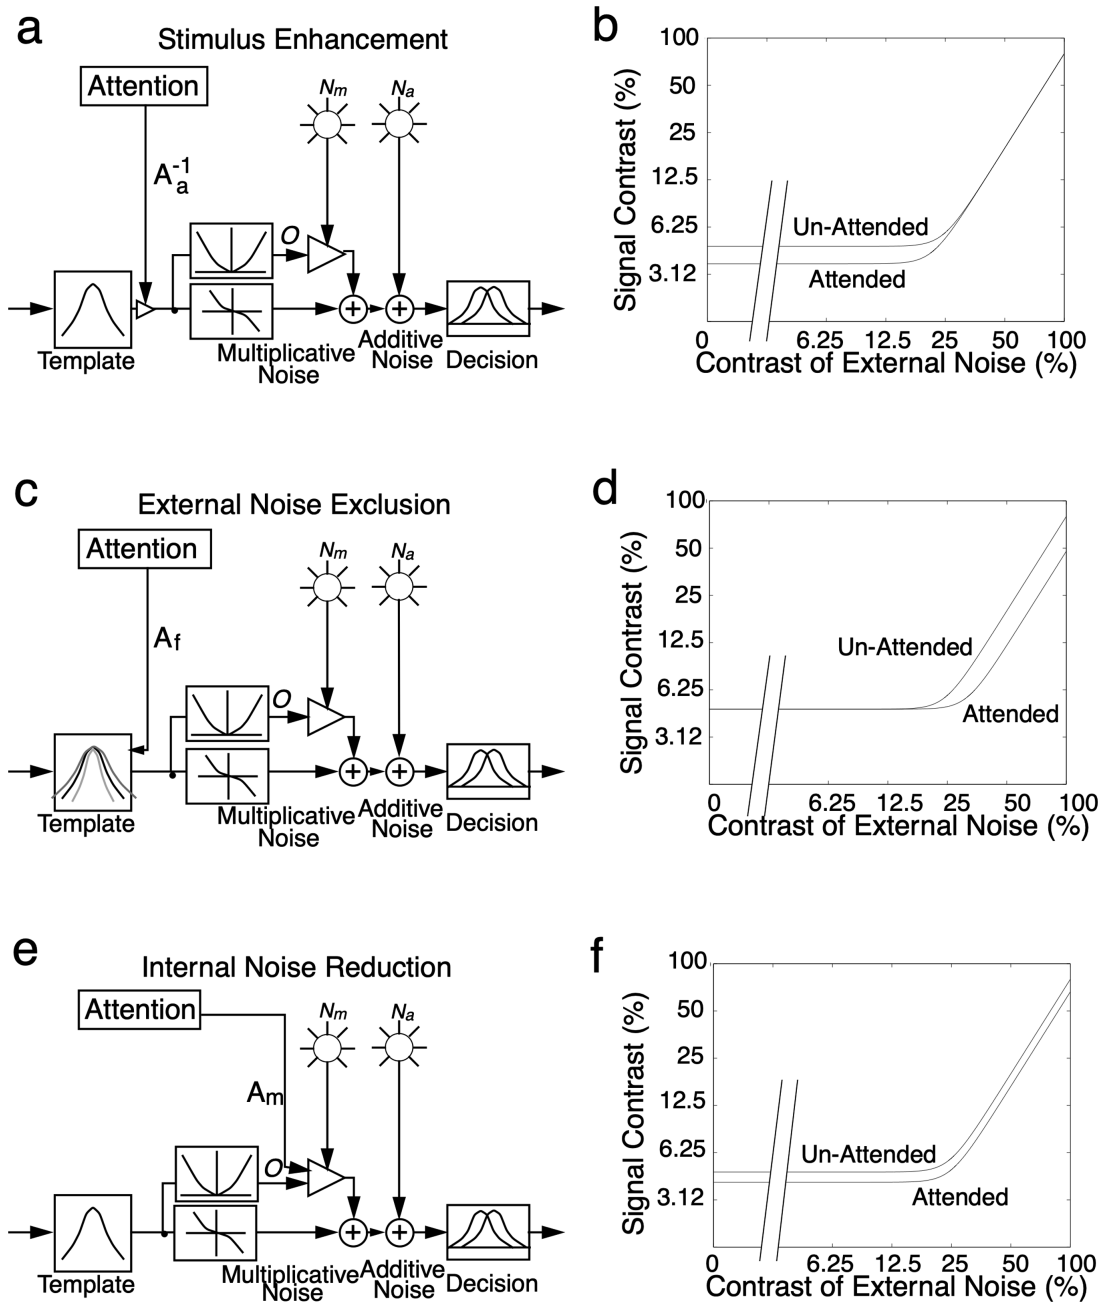 a
Stimulus Enhancement
Attention
Nm
Na
A a -1
O
Template
Multiplicative
Noise
Additive
Noise
Decision
b
Signal Contrast (%)
100
50
25
12.5
6.25
3.12
Un-Attended
Attended
0 6.25 12.5 25 50 100
Contrast of External Noise (%)
c
External Noise Exclusion
Attention
Nm
Na
Af
O
Template
Multiplicative
Noise
Additive
Noise
Decision
d
Signal Contrast (%)
100
50
25
12.5
6.25
3.12
Un-Attended
Attended
0 6.25 12.5 25 50 100
Contrast of External Noise (%)
e
Internal Noise Reduction
Attention
Nm
Na
Am
O
Template
Multiplicative
Noise
Additive
Noise
Decision
f
Signal Contrast (%)
100
50
25
12.5
6.25
3.12
Un-Attended
Attended
0 6.25 12.5 25 50 100
Contrast of External Noise (%)